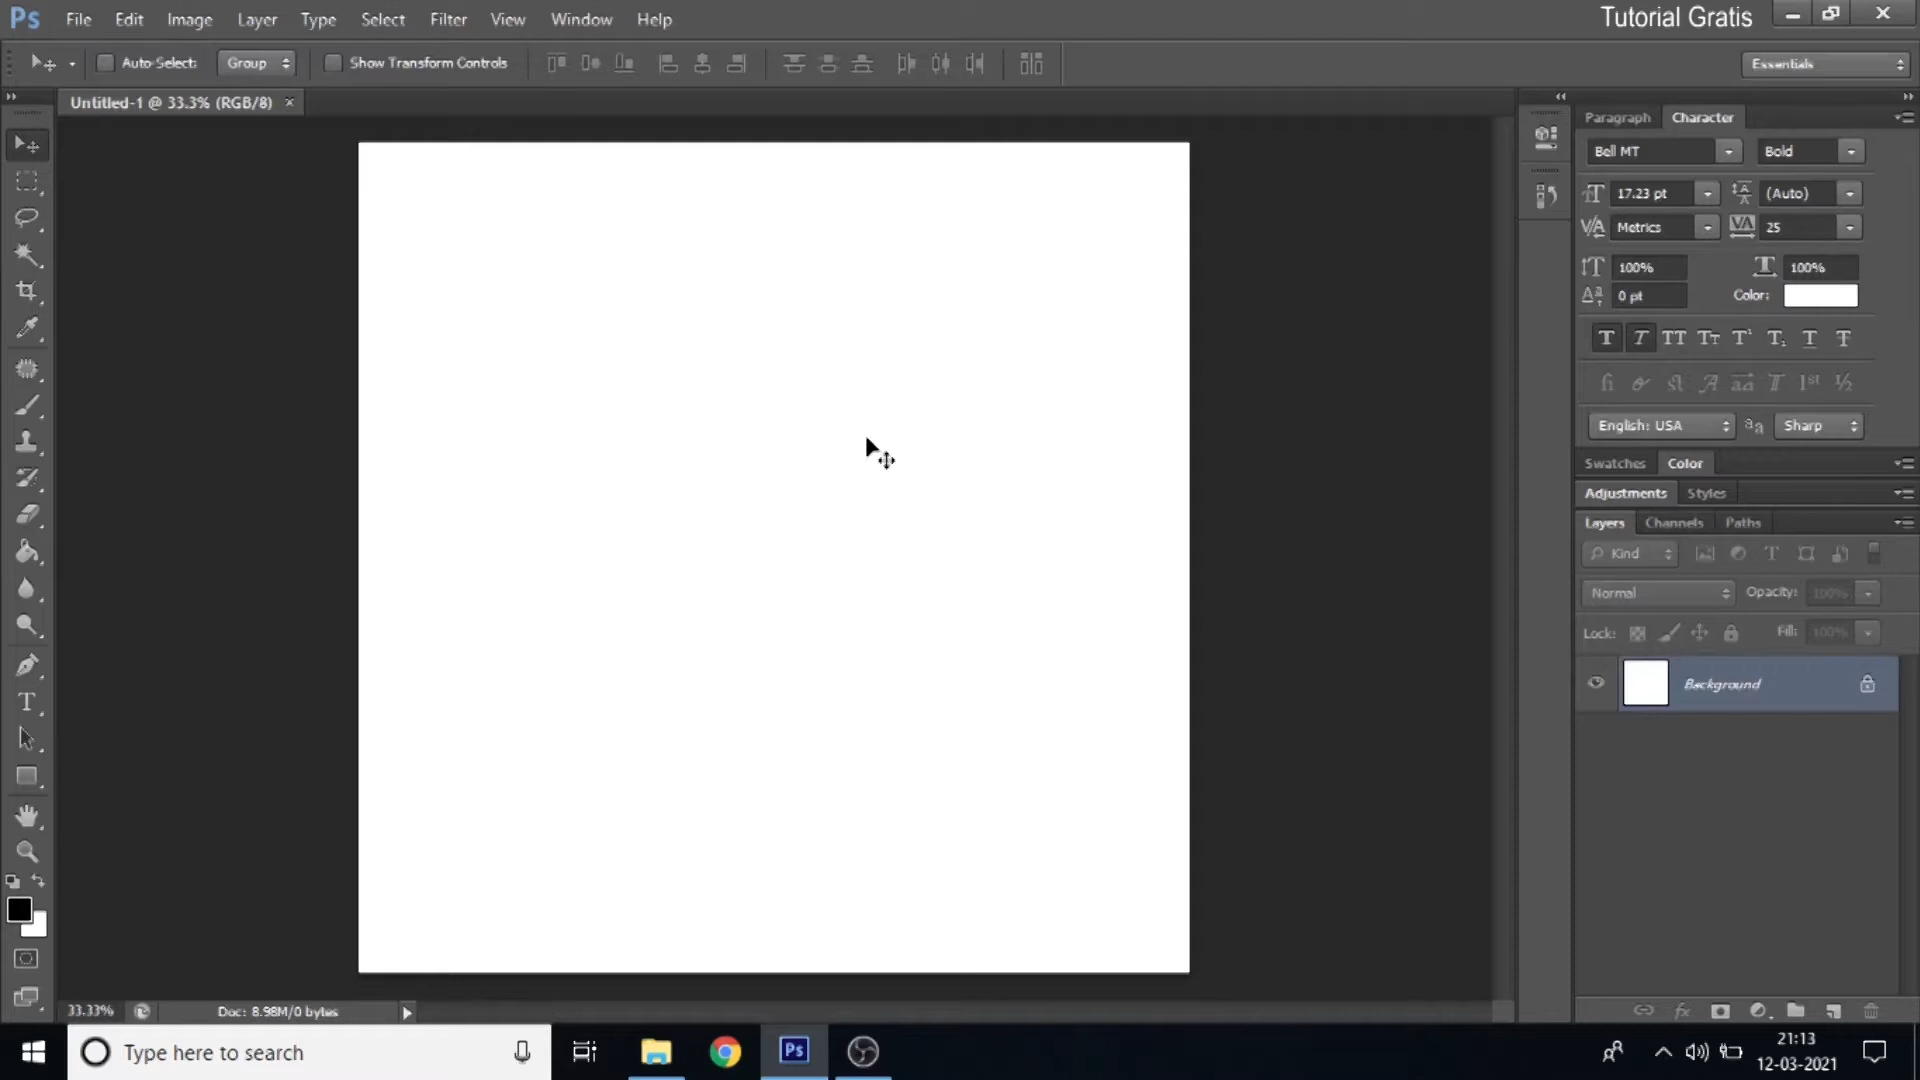 Ps File Edit Image Layer Type Select Filter View Window Help Tutorial Gratis
Auto-Select: Group Show Transform Controls Essentials
Untitled-1 @ 33.3% (RGB/8) ×
Paragraph Character
Bell MT Bold
17.23 pt (Auto)
Metrics 25
100% 100%
0 pt Color:
English: USA Sharp
Swatches Color
Adjustments Styles
Layers Channels Paths
Kind
Normal Opacity: 100%
Lock: Fill: 100%
Background
33.33% Doc: 8.98M/0 bytes
Type here to search Ps 21:13
12-03-2021